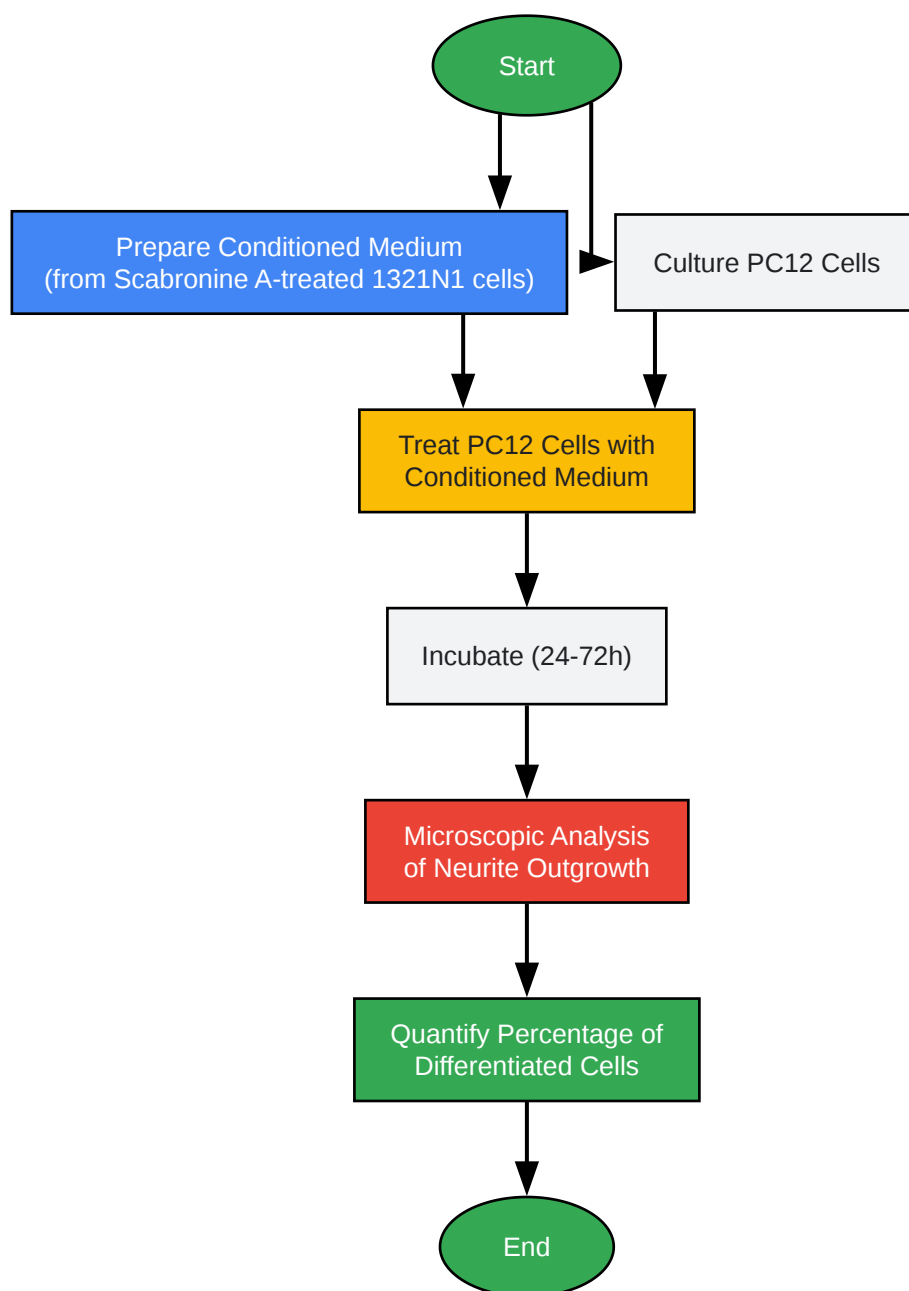 Start
Prepare Conditioned Medium
(from Scabronine A-treated 1321N1 cells)
Culture PC12 Cells
Treat PC12 Cells with
Conditioned Medium
Incubate (24-72h)
Microscopic Analysis
of Neurite Outgrowth
Quantify Percentage of
Differentiated Cells
End